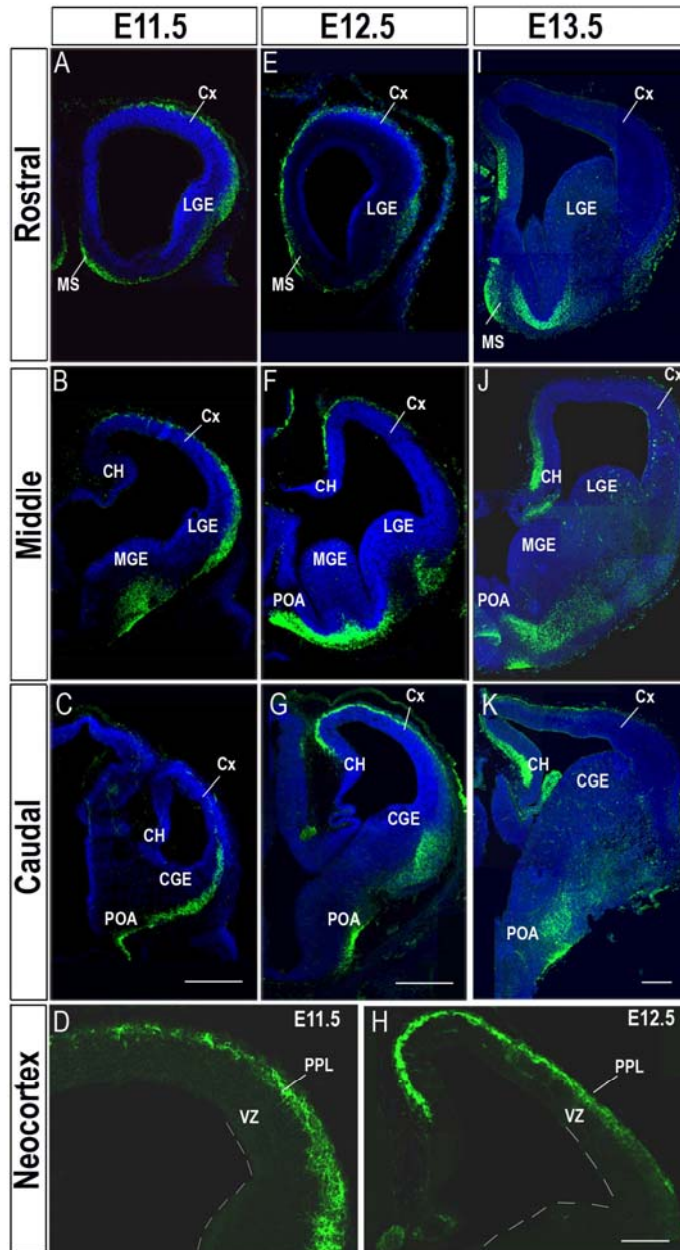 E11.5 E12.5 E13.5
Rostral
A
Cx
LGE
MS
E
Cx
LGE
MS
I
Cx
LGE
MS
Middle
B
Cx
CH
LGE
MGE
F
Cx
CH
LGE
MGE
POA
J
Cx
CH
LGE
MGE
POA
Caudal
C
Cx
CH
CGE
POA
G
Cx
CH
CGE
POA
K
Cx
CH
CGE
POA
Neocortex
D
E11.5
PPL
VZ
H
E12.5
PPL
VZ